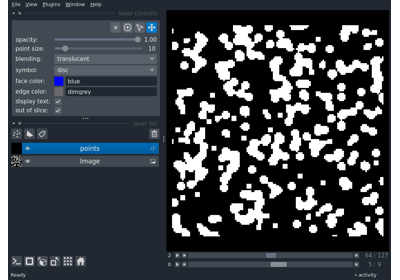 File View Plugins Window Help
layer controls
opacity: 1.00
point size: 10
blending: translucent
symbol: disc
face color: blue
edge color: dimgrey
display text:
out of slice:
layer list
points
Image
2 64 127
0 5 9
Ready activity